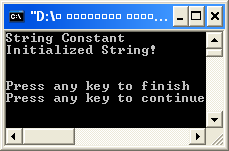 "D:\
String Constant
Initialized String!
Press any key to finish
Press any key to continue